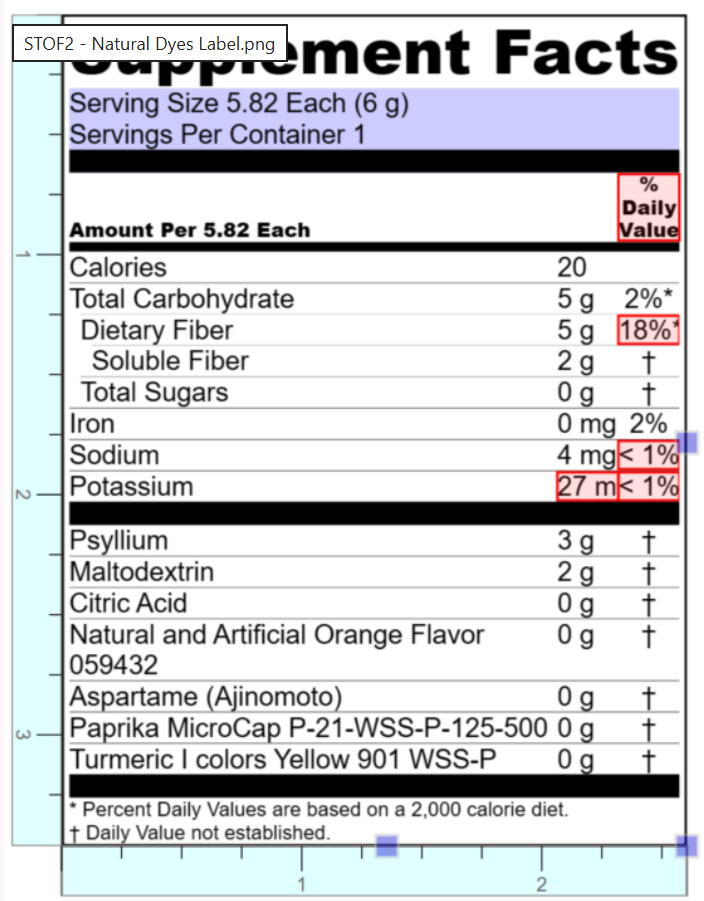 STOF2 - Natural Dyes Label.png
Supplement Facts
Serving Size 5.82 Each (6 g)
Servings Per Container 1
%
Daily
Amount Per 5.82 Each Value
Calories 20
Total Carbohydrate 5 g 2%*
Dietary Fiber 5 g 18%*
Soluble Fiber 2 g †
Total Sugars 0 g †
Iron 0 mg 2%
Sodium 4 mg < 1%
Potassium 27 m < 1%
Psyllium 3 g †
Maltodextrin 2 g †
Citric Acid 0 g †
Natural and Artificial Orange Flavor 0 g †
059432
Aspartame (Ajinomoto) 0 g †
Paprika MicroCap P-21-WSS-P-125-500 0 g †
Turmeric I colors Yellow 901 WSS-P 0 g †
* Percent Daily Values are based on a 2,000 calorie diet.
† Daily Value not established.
1
2
3
1
2